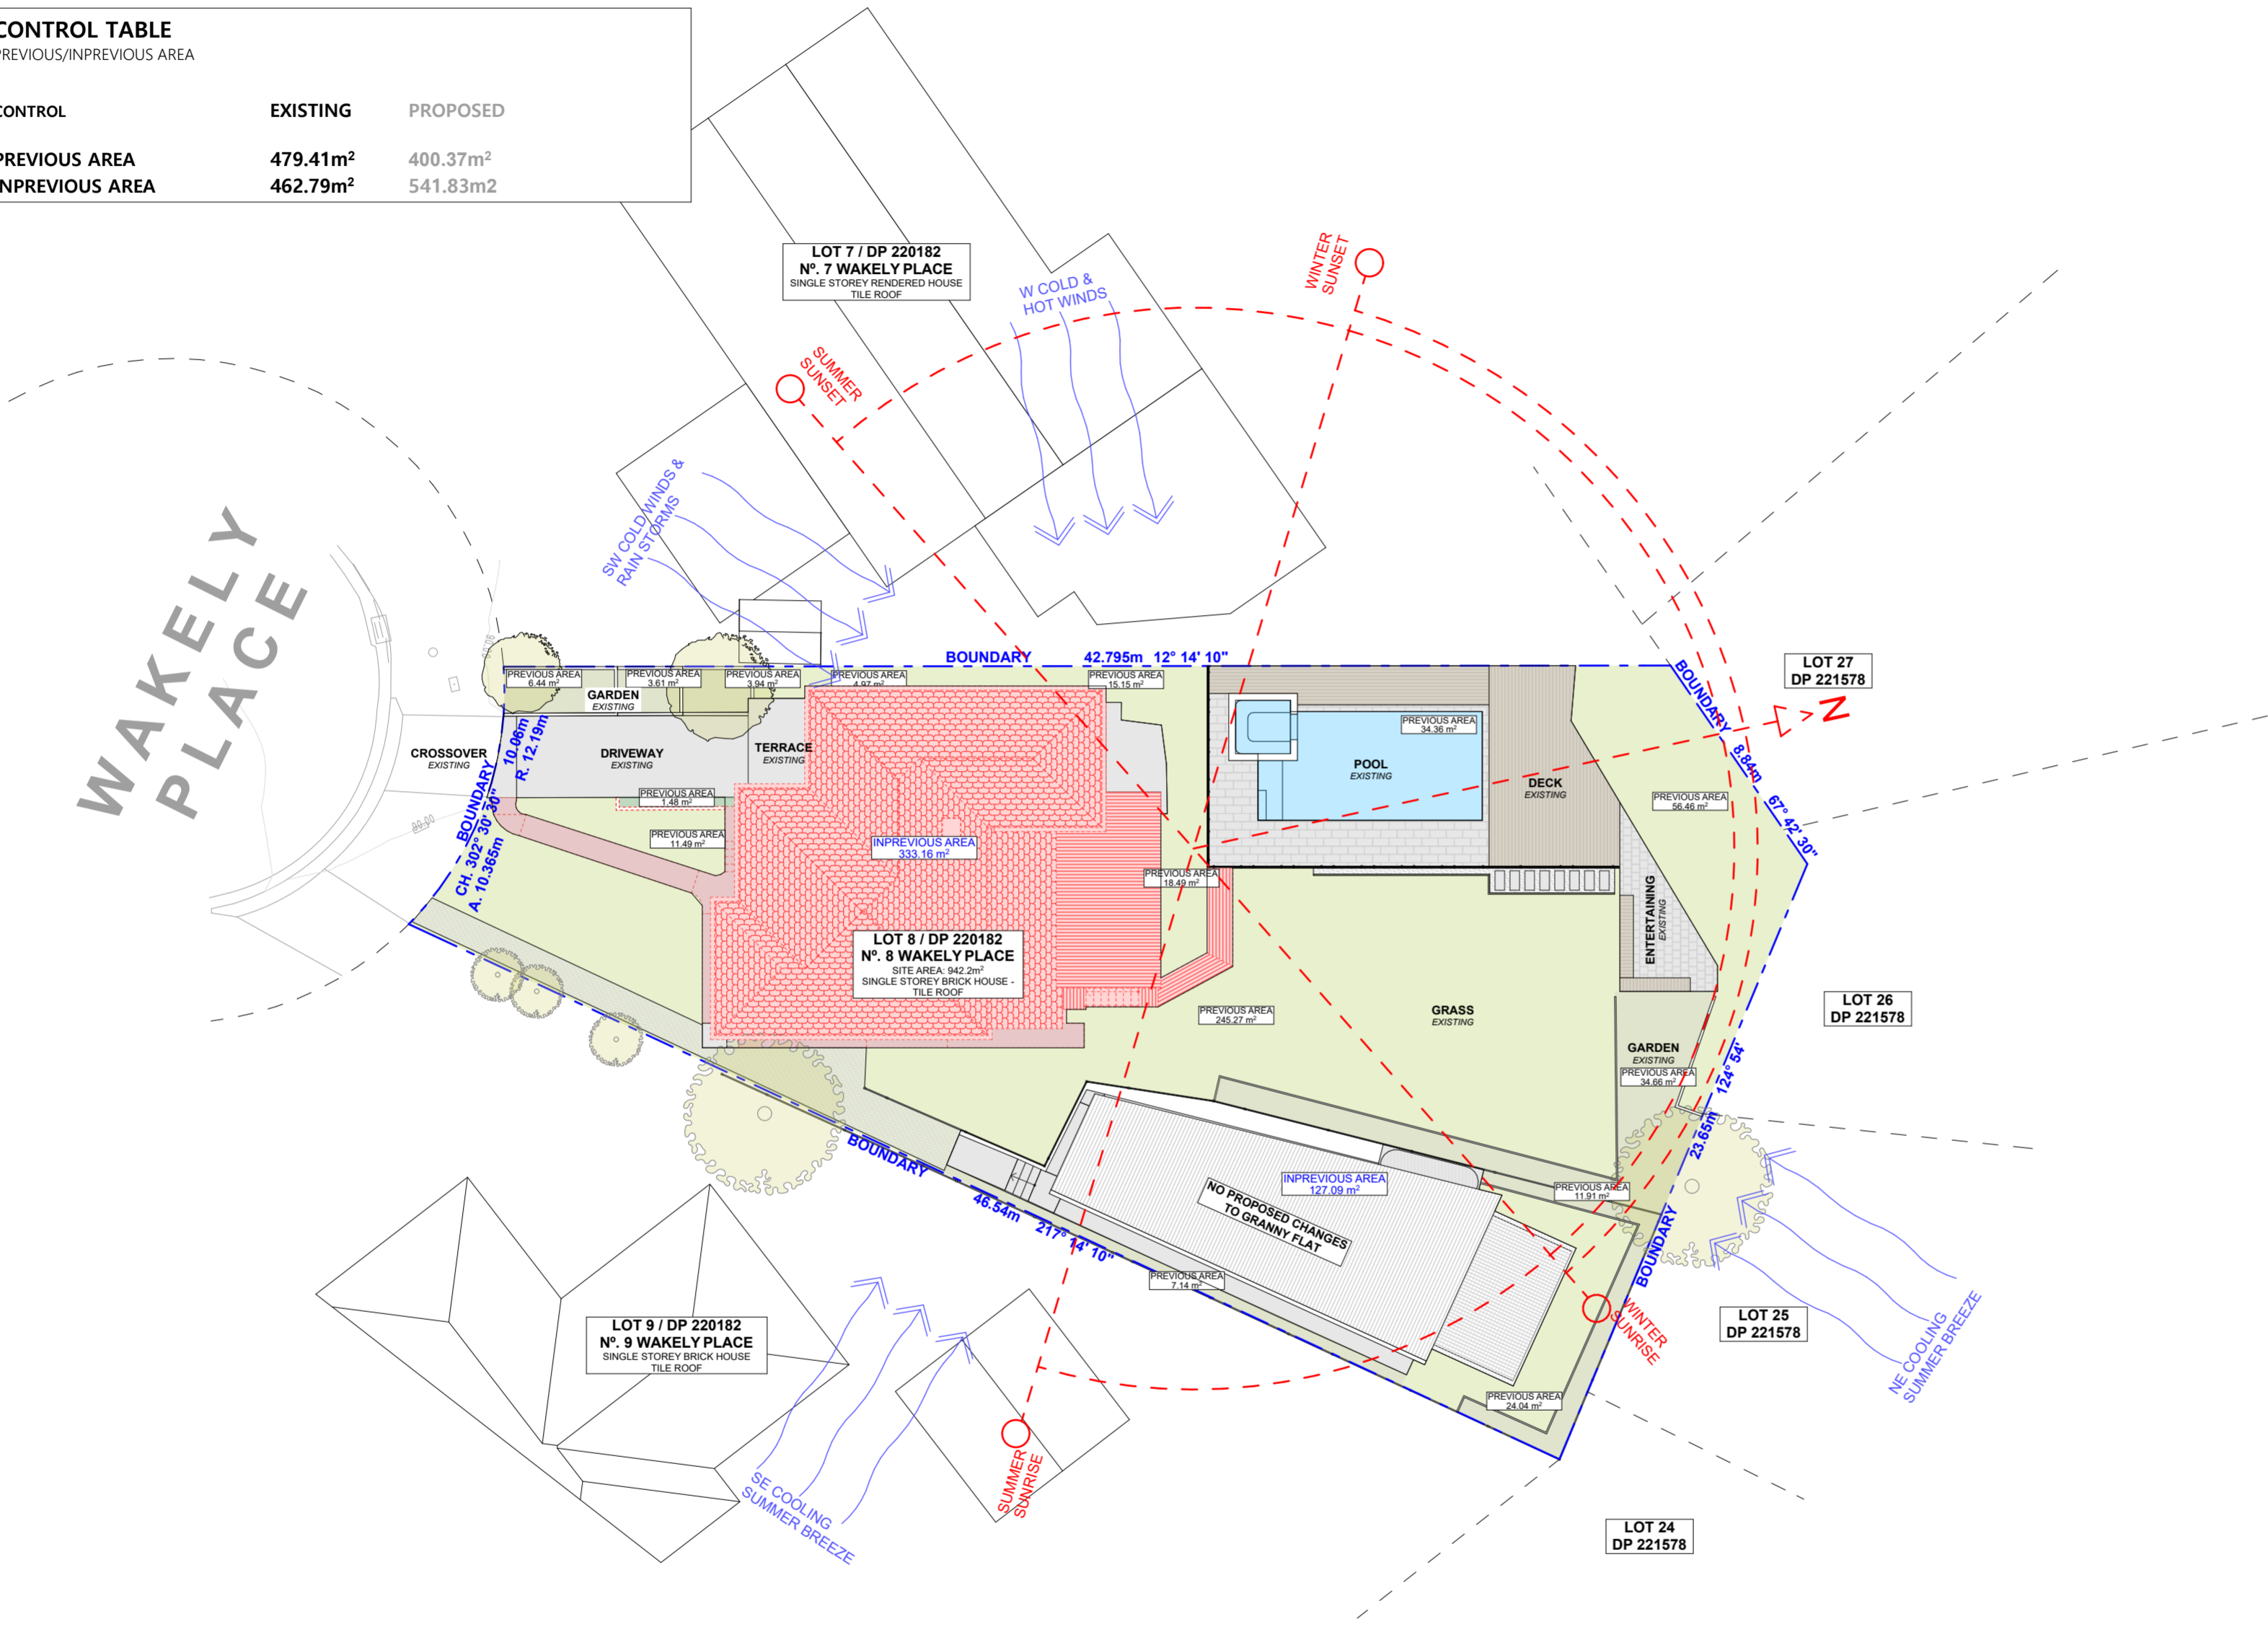 CONTROL TABLE
PREVIOUS/INPREVIOUS AREA
CONTROL EXISTING PROPOSED
PREVIOUS AREA 479.41m² 400.37m²
INPREVIOUS AREA 462.79m² 541.83m2
LOT 7 / DP 220182
Nº. 7 WAKELY PLACE
SINGLE STOREY RENDERED HOUSE
TILE ROOF
W COLD &
HOT WINDS
WINTER
SUNSET
SUMMER
SUNSET
SW COLD WINDS &
RAIN STORMS
WAKELY
PLACE
BOUNDARY 42.795m 12° 14' 10"
LOT 27
DP 221578
N
BOUNDARY 8.84m 67° 42' 30"
PREVIOUS AREA
6.44 m²
PREVIOUS AREA
3.61 m²
PREVIOUS AREA
3.94 m²
PREVIOUS AREA
4.97 m²
PREVIOUS AREA
15.15 m²
GARDEN
EXISTING
CROSSOVER
EXISTING
10.06m
R. 12.19m
DRIVEWAY
EXISTING
TERRACE
EXISTING
PREVIOUS AREA
34.36 m²
POOL
EXISTING
DECK
EXISTING
PREVIOUS AREA
56.46 m²
PREVIOUS AREA
1.48 m²
PREVIOUS AREA
11.49 m²
BOUNDARY
CH. 302° 30' 30"
A. 10.365m
90.00
INPREVIOUS AREA
333.16 m²
PREVIOUS AREA
18.49 m²
ENTERTAINING
EXISTING
LOT 8 / DP 220182
Nº. 8 WAKELY PLACE
SITE AREA: 942.2m²
SINGLE STOREY BRICK HOUSE -
TILE ROOF
PREVIOUS AREA
245.27 m²
GRASS
EXISTING
LOT 26
DP 221578
GARDEN
EXISTING
PREVIOUS AREA
34.66 m²
BOUNDARY 23.65m 124° 54'
BOUNDARY 46.54m 217° 14' 10"
INPREVIOUS AREA
127.09 m²
NO PROPOSED CHANGES
TO GRANNY FLAT
PREVIOUS AREA
11.91 m²
PREVIOUS AREA
7.14 m²
WINTER
SUNRISE
LOT 25
DP 221578
NE COOLING
SUMMER BREEZE
LOT 9 / DP 220182
Nº. 9 WAKELY PLACE
SINGLE STOREY BRICK HOUSE
TILE ROOF
PREVIOUS AREA
24.04 m²
SUMMER
SUNRISE
SE COOLING
SUMMER BREEZE
LOT 24
DP 221578